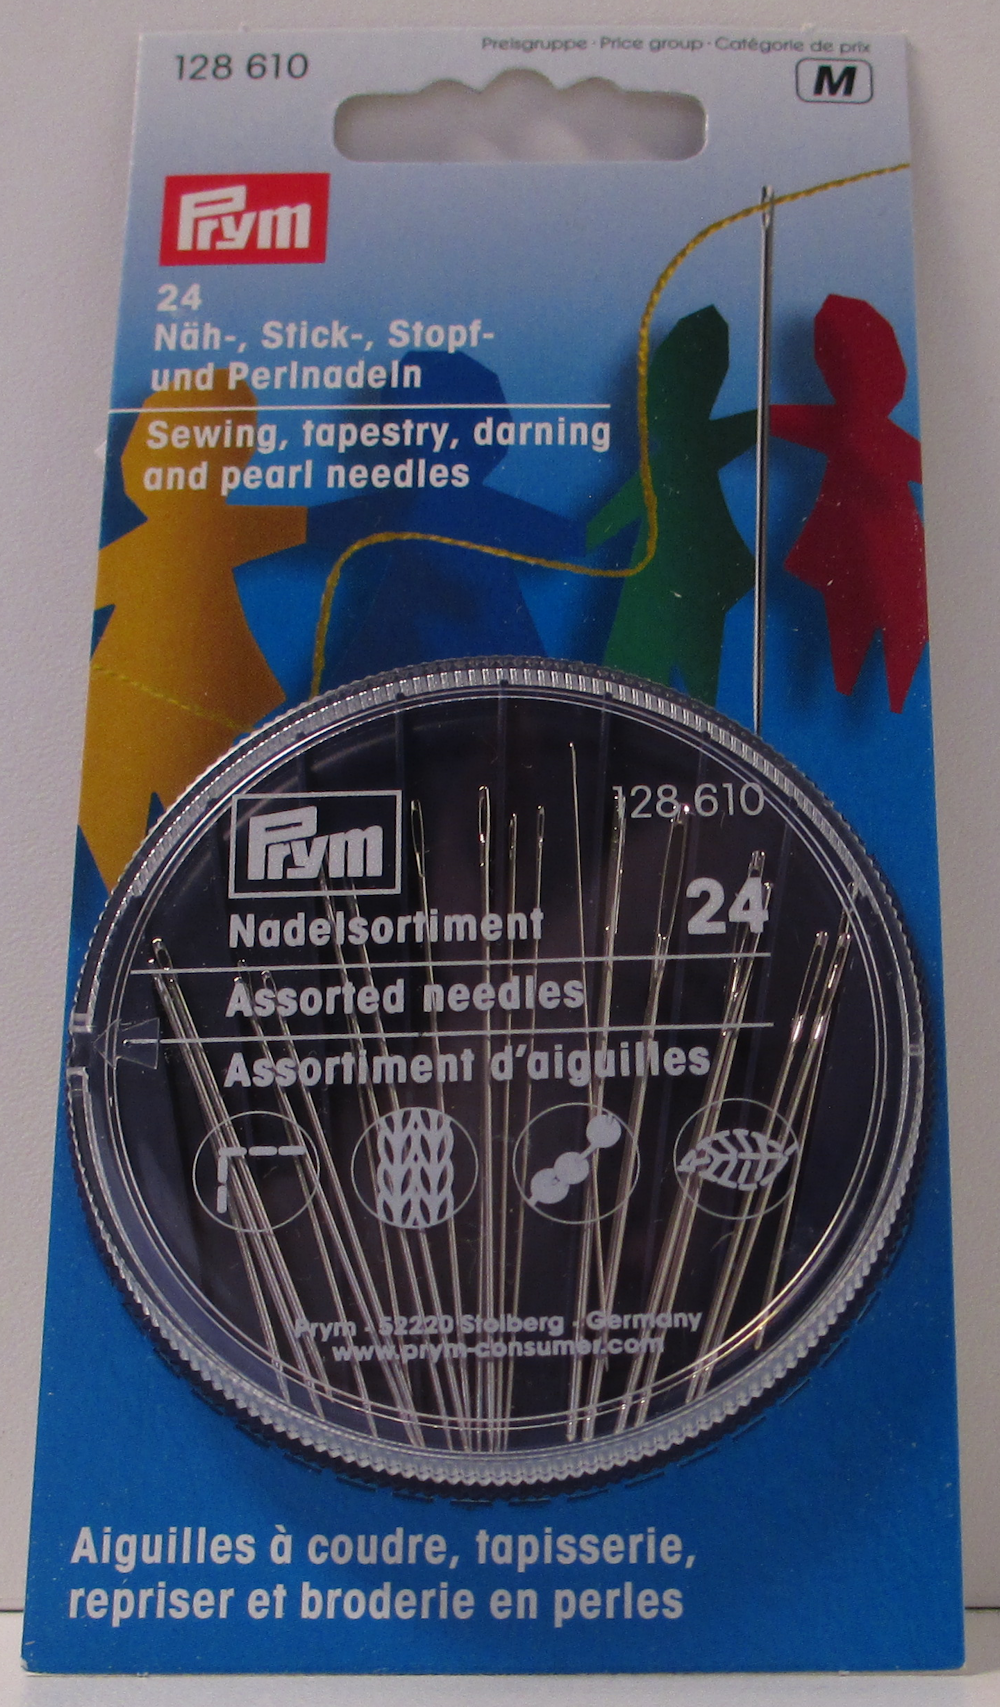 128 610
Preisgruppe · Price group · Catégorie de prix
M
Prym
24
Näh-, Stick-, Stopf-
und Perlnadeln
Sewing, tapestry, darning
and pearl needles
128 610
Prym
24
Nadelsortiment
Assorted needles
Assortiment d'aiguilles
Prym - 52220 Stolberg - Germany
www.prym-consumer.com
Aiguilles à coudre, tapisserie,
repriser et broderie en perles